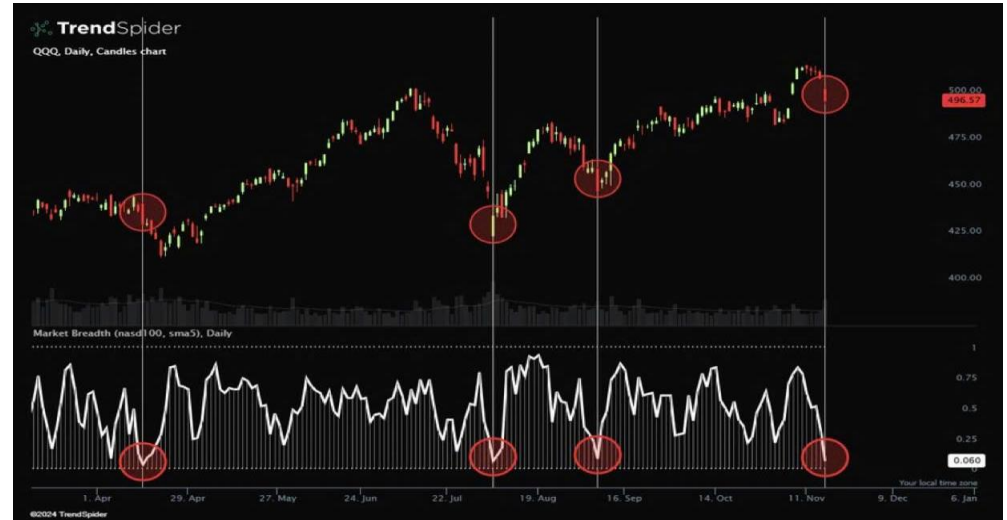 TrendSpider
QQQ, Daily, Candles chart
500.00
496.57
475.00
450.00
425.00
400.00
Market Breadth (nasd100, sma5), Daily
1
0.75
0.5
0.25
0.060
0
Your local time zone
1. Apr 29. Apr 27. May 24. Jun 22. Jul 19. Aug 16. Sep 14. Oct 11. Nov 9. Dec 6. Jan
©2024 TrendSpider